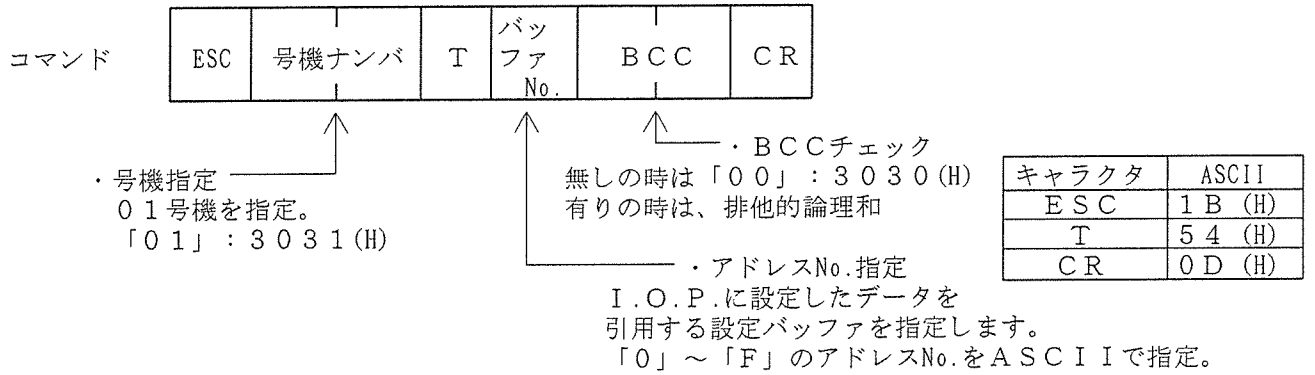 コマンド
ESC
号機ナンバ
T
バッ
ファ
No.
BCC
CR
・号機指定
01号機を指定。
「01」:3031(H)
・BCCチェック
無しの時は「00」:3030(H)
有りの時は、排他的論理和
・アドレスNo.指定
I.O.P.に設定したデータを
引用する設定バッファを指定します。
「0」~「F」のアドレスNo.をASCIIで指定。
キャラクタ ASCII
ESC 1B (H)
T 54 (H)
CR 0D (H)